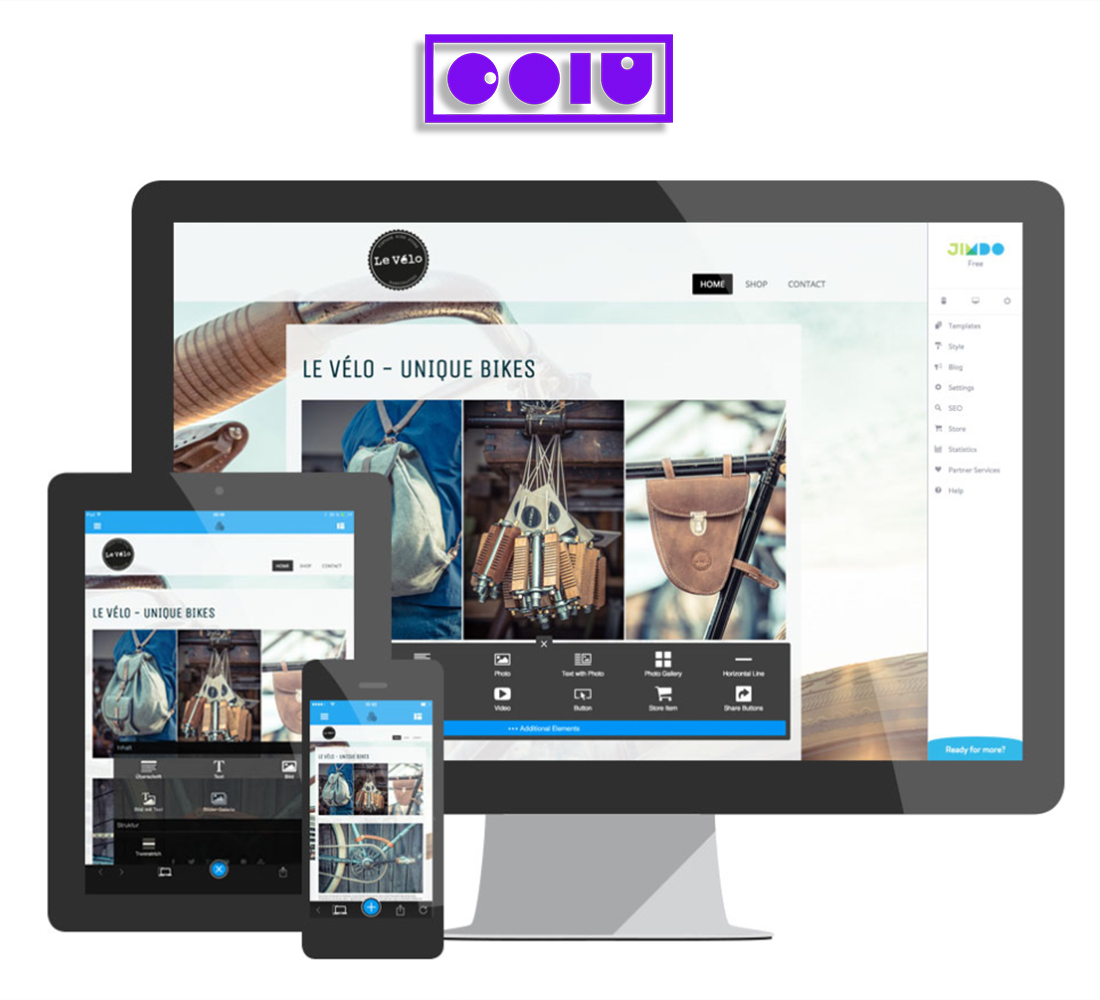 COIU
Le Vélo
HOME SHOP CONTACT
JIMDO
Free
Templates
Style
Blog
Settings
SEO
Store
Statistics
Partner Services
Help
Ready for more?
LE VÉLO – UNIQUE BIKES
Photo Text with Photo Photo Gallery Horizontal Line
Video Button Store Item Share Buttons
••• Additional Elements
Le Vélo
HOME SHOP CONTACT
LE VÉLO – UNIQUE BIKES
Inhalt
Überschrift Text Bild
Bild mit Text Bilder-Galerie
Struktur
Trennstrich
LE VÉLO – UNIQUE BIKES